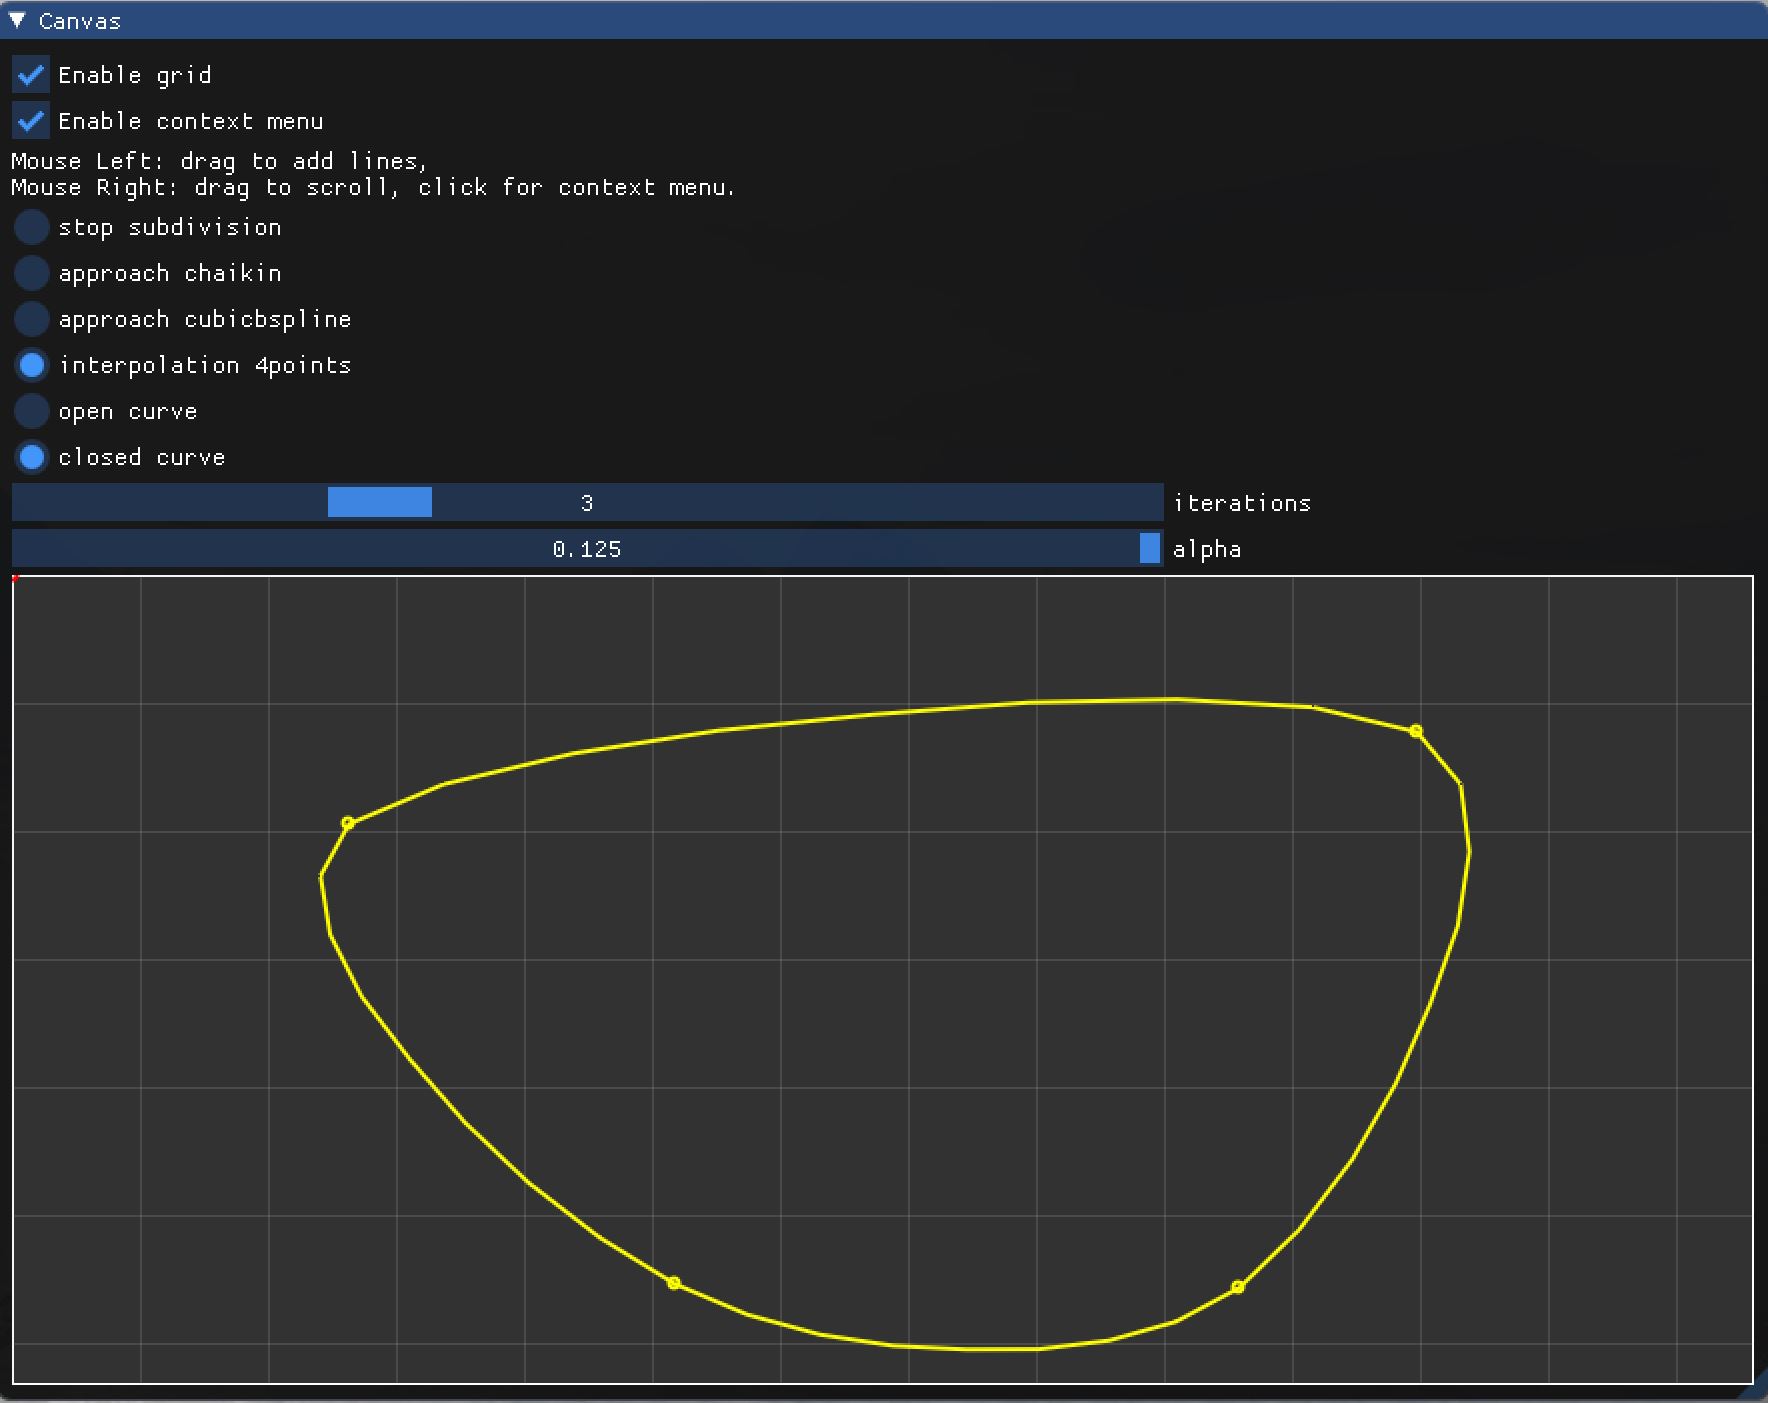 Canvas
Enable grid
Enable context menu
Mouse Left: drag to add lines,
Mouse Right: drag to scroll, click for context menu.
stop subdivision
approach chaikin
approach cubicbspline
interpolation 4points
open curve
closed curve
3 iterations
0.125 alpha